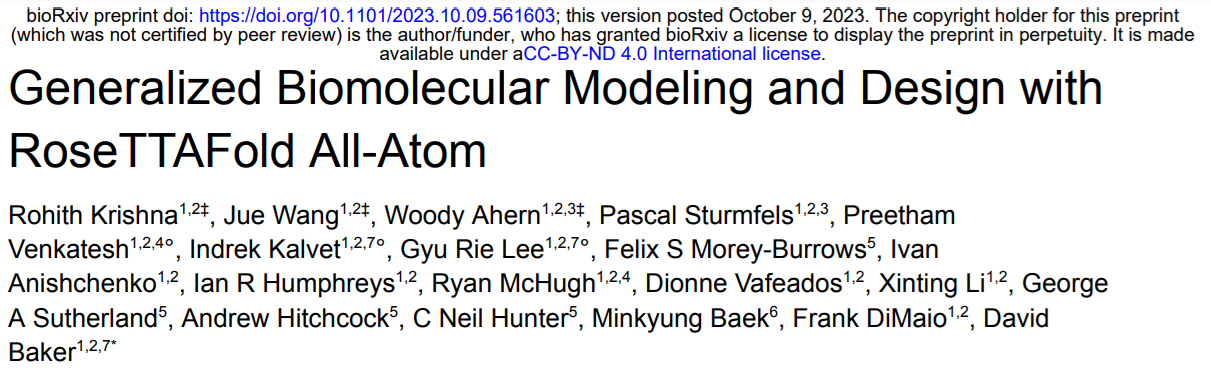 bioRxiv preprint doi: https://doi.org/10.1101/2023.10.09.561603; this version posted October 9, 2023. The copyright holder for this preprint
(which was not certified by peer review) is the author/funder, who has granted bioRxiv a license to display the preprint in perpetuity. It is made
available under aCC-BY-ND 4.0 International license.
Generalized Biomolecular Modeling and Design with
RoseTTAFold All-Atom
Rohith Krishna1,2‡, Jue Wang1,2‡, Woody Ahern1,2,3‡, Pascal Sturmfels1,2,3, Preetham
Venkatesh1,2,4⚬, Indrek Kalvet1,2,7⚬, Gyu Rie Lee1,2,7⚬, Felix S Morey-Burrows5, Ivan
Anishchenko1,2, Ian R Humphreys1,2, Ryan McHugh1,2,4, Dionne Vafeados1,2, Xinting Li1,2, George
A Sutherland5, Andrew Hitchcock5, C Neil Hunter5, Minkyung Baek6, Frank DiMaio1,2, David
Baker1,2,7*